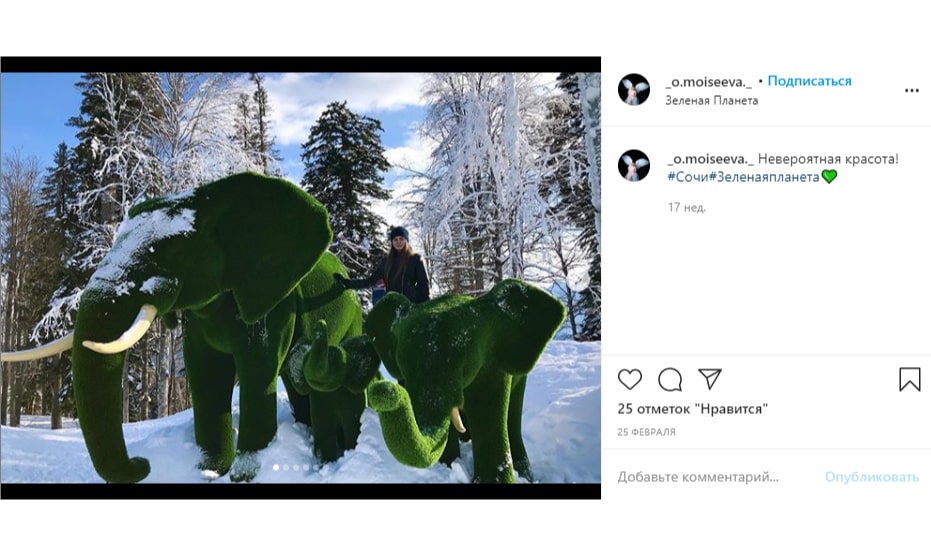 _o.moiseeva._ • Подписаться
Зеленая Планета
_o.moiseeva._ Невероятная красота!
#Сочи#Зеленаяпланета💚
17 нед.
25 отметок "Нравится"
25 ФЕВРАЛЯ
Добавьте комментарий... Опубликовать